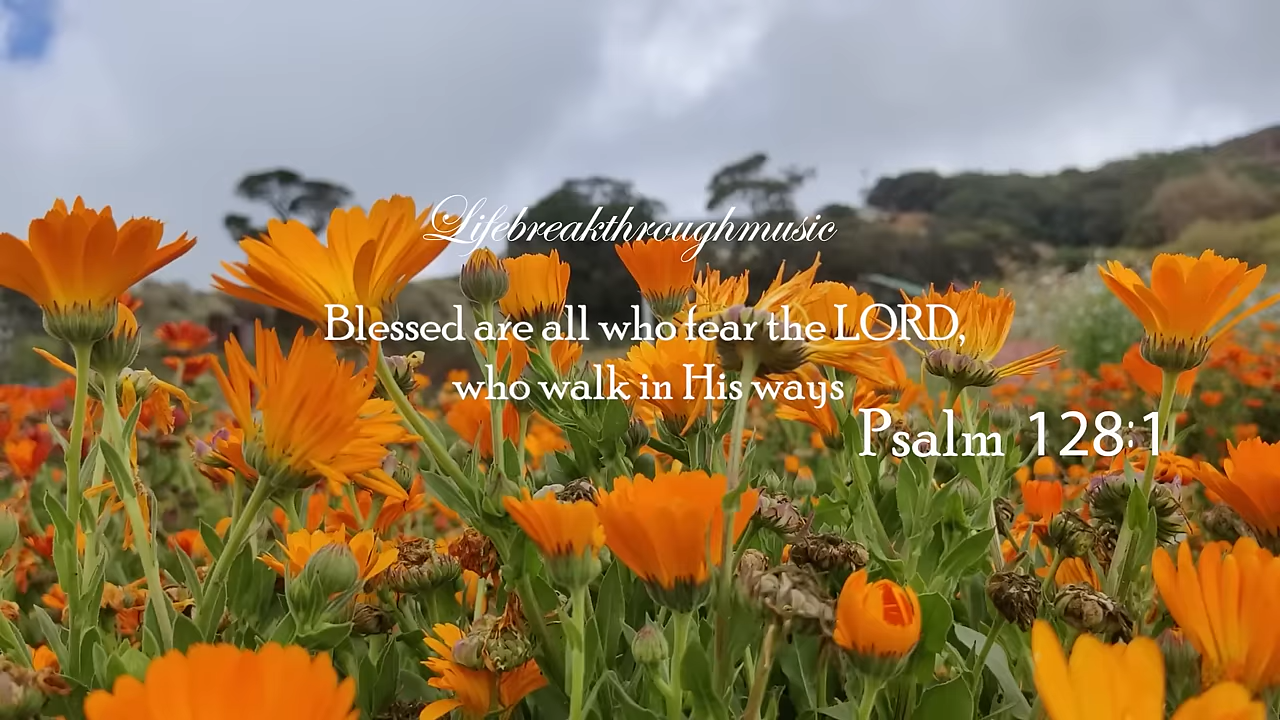 Lifebreakthroughmusic
Blessed are all who fear the LORD,
who walk in His ways
Psalm 128:1